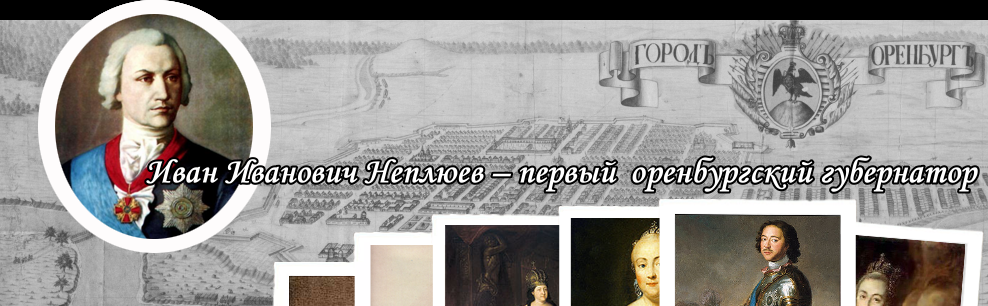 ГОРОДЪ ОРЕНБУРГЪ
Иван Иванович Неплюев – первый оренбургский губернатор